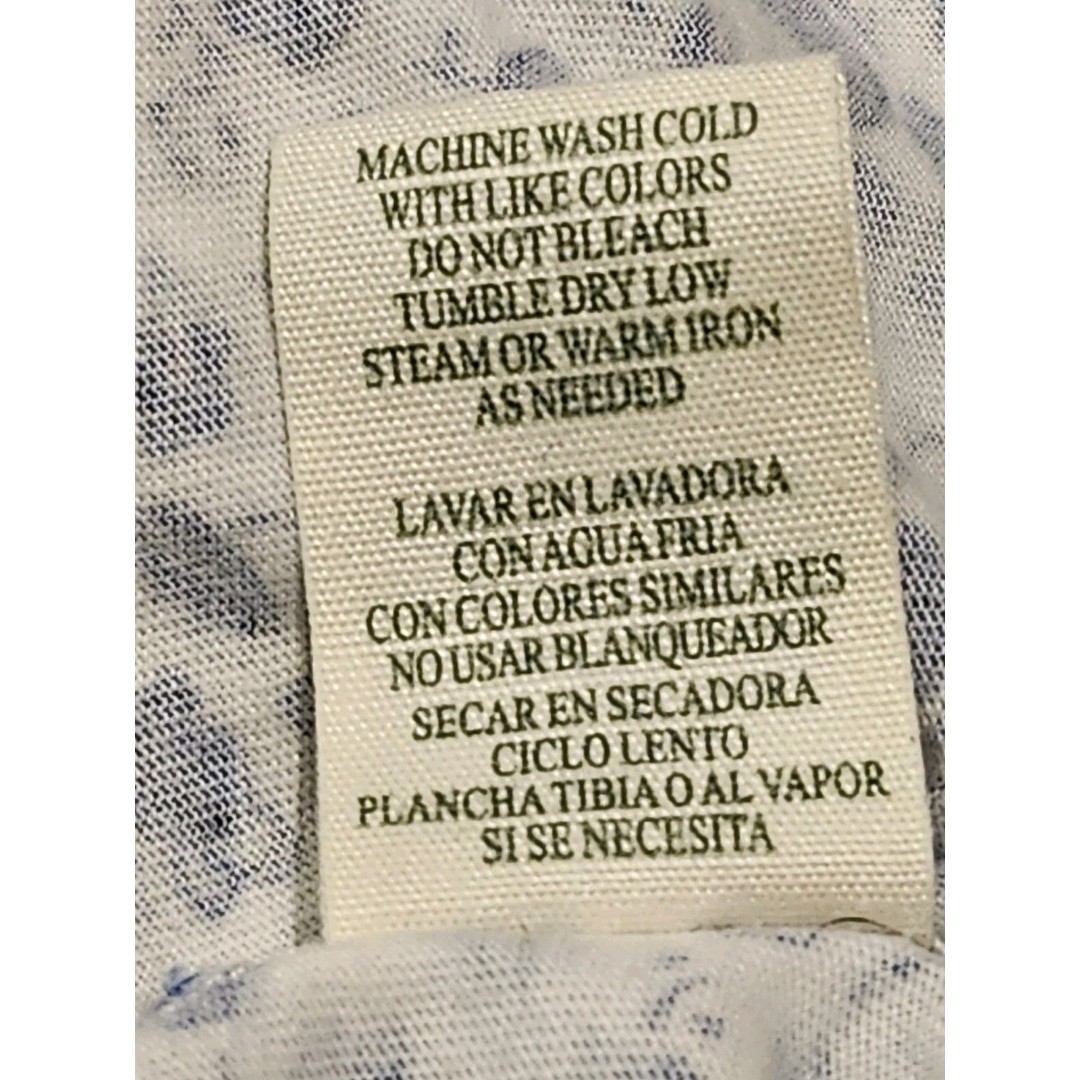 MACHINE WASH COLD
WITH LIKE COLORS
DO NOT BLEACH
TUMBLE DRY LOW
STEAM OR WARM IRON
AS NEEDED
LAVAR EN LAVADORA
CON AGUA FRIA
CON COLORES SIMILARES
NO USAR BLANQUEADOR
SECAR EN SECADORA
CICLO LENTO
PLANCHA TIBIA O AL VAPOR
SI SE NECESITA